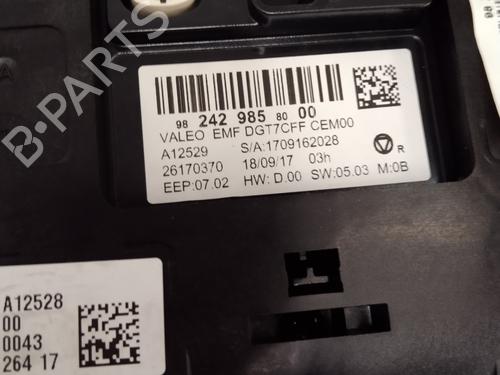 98 242 985 80 00
VALEO EMF DGT7CFF CEM00
A12529 S/A:1709162028
26170370 18/09/17 03h
EEP:07.02 HW: D.00 SW:05.03 M:0B
V R
A12528
00
0043
264 17